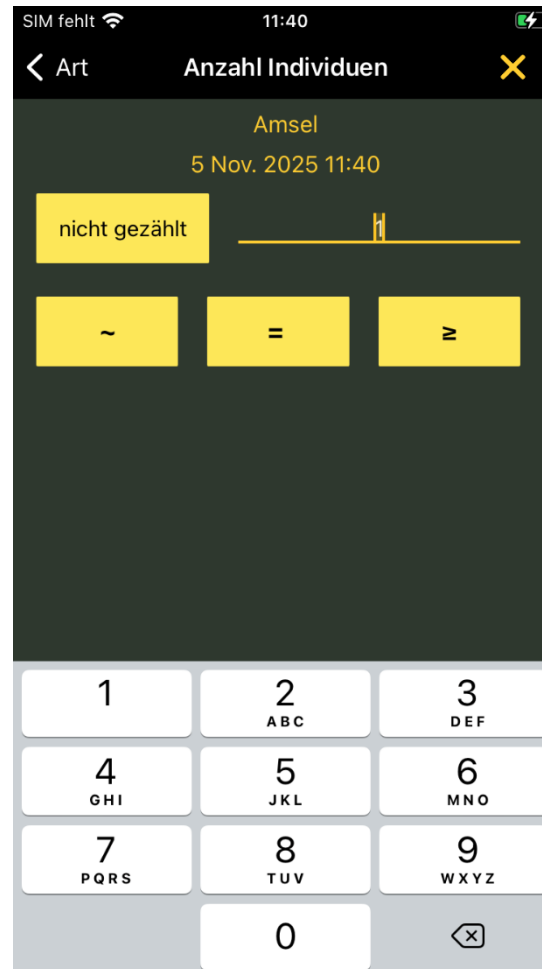 SIM fehlt 11:40
Art Anzahl Individuen
Amsel
5 Nov. 2025 11:40
nicht gezählt 1
~ = ≥
1 2 3
ABC DEF
4 5 6
GHI JKL MNO
7 8 9
PQRS TUV WXYZ
0